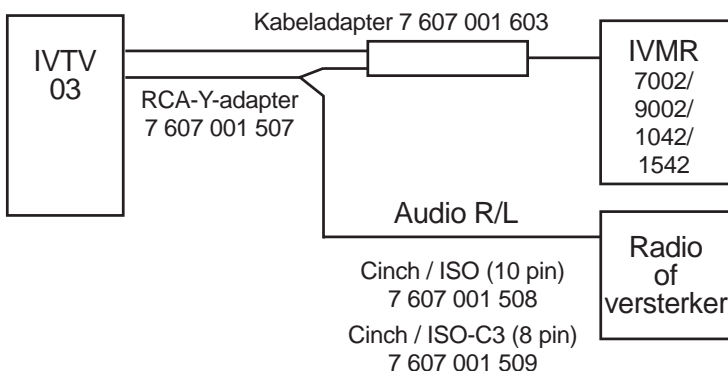 Kabeladapter 7 607 001 603
IVTV
03
RCA-Y-adapter
7 607 001 507
IVMR
7002/
9002/
1042/
1542
Audio R/L
Cinch / ISO (10 pin)
7 607 001 508
Cinch / ISO-C3 (8 pin)
7 607 001 509
Radio
of
versterker